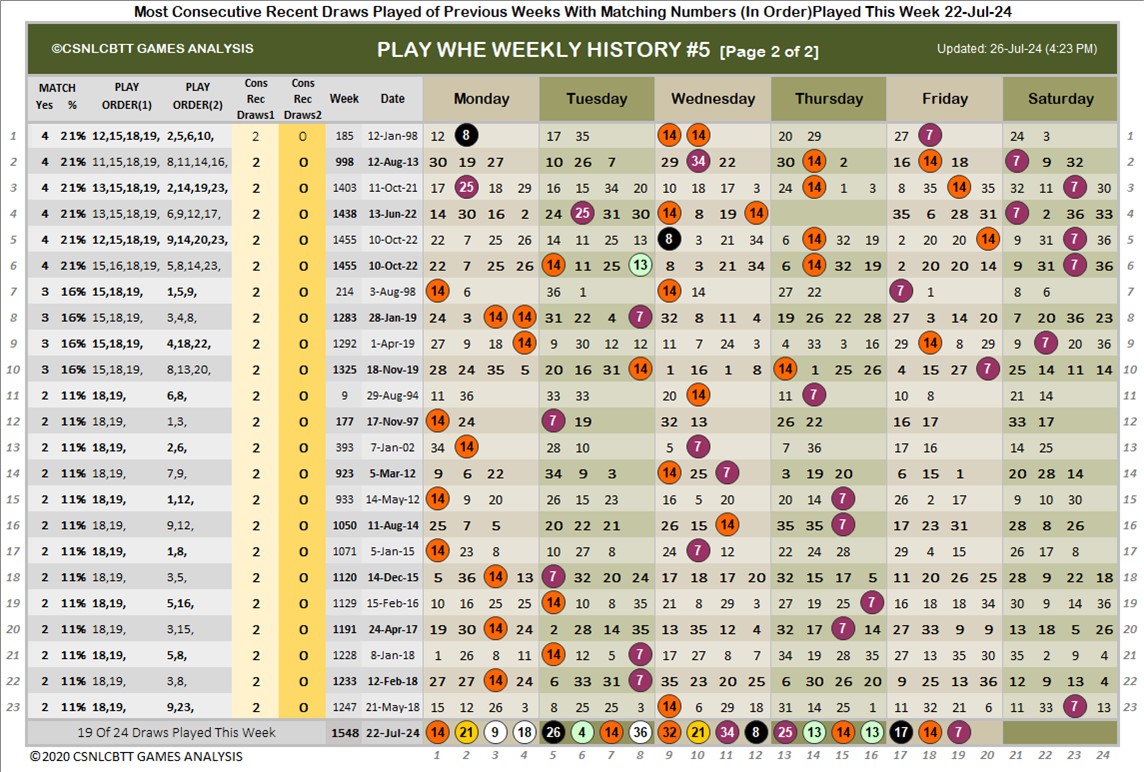 Most Consecutive Recent Draws Played of Previous Weeks With Matching Numbers (In Order)Played This Week 22-Jul-24
©CSNLCBTT GAMES ANALYSIS PLAY WHE WEEKLY HISTORY #5 [Page 2 of 2] Updated: 26-Jul-24 (4:23 PM)
MATCH Yes % PLAY ORDER(1) PLAY ORDER(2) Cons Rec Draws1 Cons Rec Draws2 Week Date Monday Tuesday Wednesday Thursday Friday Saturday
1 4 21% 12,15,18,19, 2,5,6,10, 2 0 185 12-Jan-98 12 8 17 35 14 14 20 29 27 7 24 3 1
2 4 21% 11,15,18,19, 8,11,14,16, 2 0 998 12-Aug-13 30 19 27 10 26 7 29 34 22 30 14 2 16 14 18 7 9 32 2
3 4 21% 13,15,18,19, 2,14,19,23, 2 0 1403 11-Oct-21 17 25 18 29 16 15 34 20 10 18 17 3 24 14 1 3 8 35 14 35 32 11 7 30 3
4 4 21% 13,15,18,19, 6,9,12,17, 2 0 1438 13-Jun-22 14 30 16 2 24 25 31 30 14 8 19 14 35 6 28 31 7 2 36 33 4
5 4 21% 12,15,18,19, 9,14,20,23, 2 0 1455 10-Oct-22 22 7 25 26 14 11 25 13 8 3 21 34 6 14 32 19 2 20 20 14 9 31 7 36 5
6 4 21% 15,16,18,19, 5,8,14,23, 2 0 1455 10-Oct-22 22 7 25 26 14 11 25 13 8 3 21 34 6 14 32 19 2 20 20 14 9 31 7 36 6
7 3 16% 15,18,19, 1,5,9, 2 0 214 3-Aug-98 14 6 36 1 14 14 27 22 7 1 8 6 7
8 3 16% 15,18,19, 3,4,8, 2 0 1283 28-Jan-19 24 3 14 14 31 22 4 7 32 8 11 4 19 26 22 28 27 3 14 20 7 20 36 23 8
9 3 16% 15,18,19, 4,18,22, 2 0 1292 1-Apr-19 27 9 18 14 9 30 12 12 11 7 24 3 4 33 3 16 28 14 8 29 9 7 20 36 9
10 3 16% 15,18,19, 8,13,20, 2 0 1325 18-Nov-19 28 24 35 5 20 16 31 14 1 16 1 8 14 1 25 26 4 15 27 7 25 14 11 14 10
11 2 11% 18,19, 6,8, 2 0 9 29-Aug-94 11 36 33 33 20 14 11 7 10 8 21 14 11
12 2 11% 18,19, 1,3, 2 0 177 17-Nov-97 14 24 7 19 32 13 26 22 16 17 33 17 12
13 2 11% 18,19, 2,6, 2 0 393 7-Jan-02 34 14 28 10 5 7 7 36 17 16 14 25 13
14 2 11% 18,19, 7,9, 2 0 923 5-Mar-12 9 6 22 34 9 3 14 25 7 3 19 20 6 15 1 20 28 14 14
15 2 11% 18,19, 1,12, 2 0 933 14-May-12 14 9 20 26 15 23 16 5 20 20 14 7 26 2 17 9 10 30 15
16 2 11% 18,19, 9,12, 2 0 1050 11-Aug-14 25 7 5 20 22 21 26 15 14 35 35 7 17 23 31 28 8 26 16
17 2 11% 18,19, 1,8, 2 0 1071 5-Jan-15 14 23 8 10 27 8 24 7 12 22 24 28 29 4 15 26 17 8 17
18 2 11% 18,19, 3,5, 2 0 1120 14-Dec-15 5 36 14 13 7 32 20 24 17 18 17 20 32 15 17 5 11 20 26 25 28 9 22 18 18
19 2 11% 18,19, 5,16, 2 0 1129 15-Feb-16 10 16 25 25 14 10 8 35 21 8 29 3 27 19 25 7 16 18 18 34 30 9 14 36 19
20 2 11% 18,19, 3,15, 2 0 1191 24-Apr-17 19 30 14 24 2 28 14 35 13 35 12 4 32 17 7 14 27 33 9 9 13 18 5 26 20
21 2 11% 18,19, 5,8, 2 0 1228 8-Jan-18 1 26 8 11 14 12 5 7 17 27 8 7 34 19 28 35 27 13 35 30 35 2 9 4 21
22 2 11% 18,19, 3,8, 2 0 1233 12-Feb-18 27 27 14 24 6 33 31 7 35 23 20 25 6 30 26 20 9 25 13 36 12 9 13 4 22
23 2 11% 18,19, 9,23, 2 0 1247 21-May-18 15 12 26 3 8 25 25 3 14 6 29 18 31 14 25 1 11 32 21 6 11 33 7 9 23
19 Of 24 Draws Played This Week 1548 22-Jul-24 14 21 9 18 26 4 14 36 32 21 34 8 25 13 14 13 17 14 7
©2020 CSNLCBTT GAMES ANALYSIS 1 2 3 4 5 6 7 8 9 10 11 12 13 14 15 16 17 18 19 20 21 22 23 24